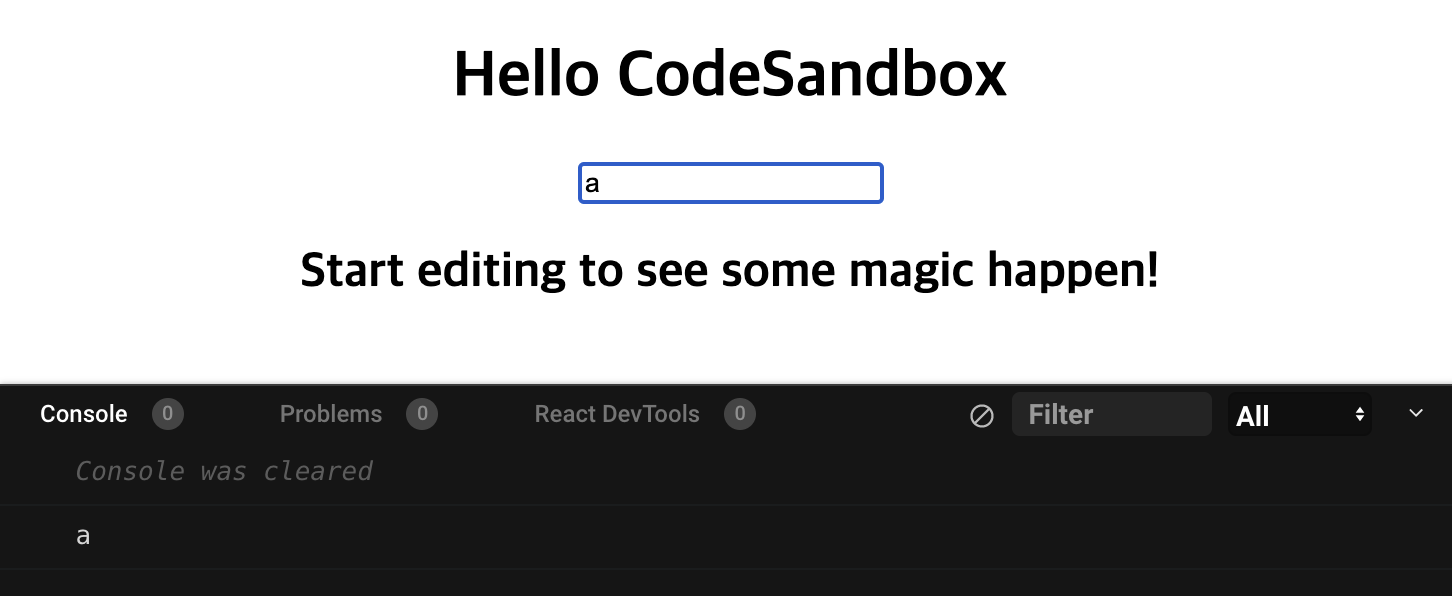 Hello CodeSandbox
a
Start editing to see some magic happen!
Console 0 Problems 0 React DevTools 0 Filter All
Console was cleared
a